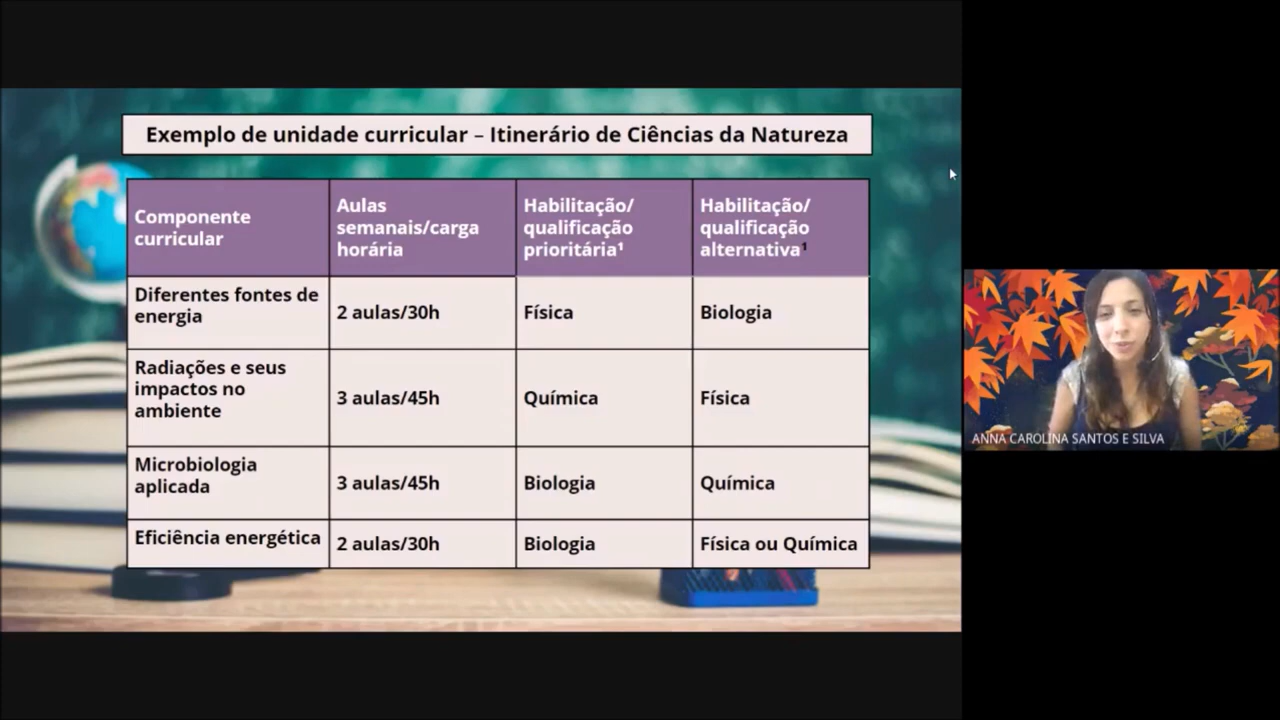 Exemplo de unidade curricular – Itinerário de Ciências da Natureza
Componente
curricular
Aulas
semanais/carga
horária
Habilitação/
qualificação
prioritária¹
Habilitação/
qualificação
alternativa¹
Diferentes fontes de
energia
2 aulas/30h
Física
Biologia
Radiações e seus
impactos no
ambiente
3 aulas/45h
Química
Física
Microbiologia
aplicada
3 aulas/45h
Biologia
Química
Eficiência energética
2 aulas/30h
Biologia
Física ou Química
ANNA CAROLINA SANTOS E SILVA